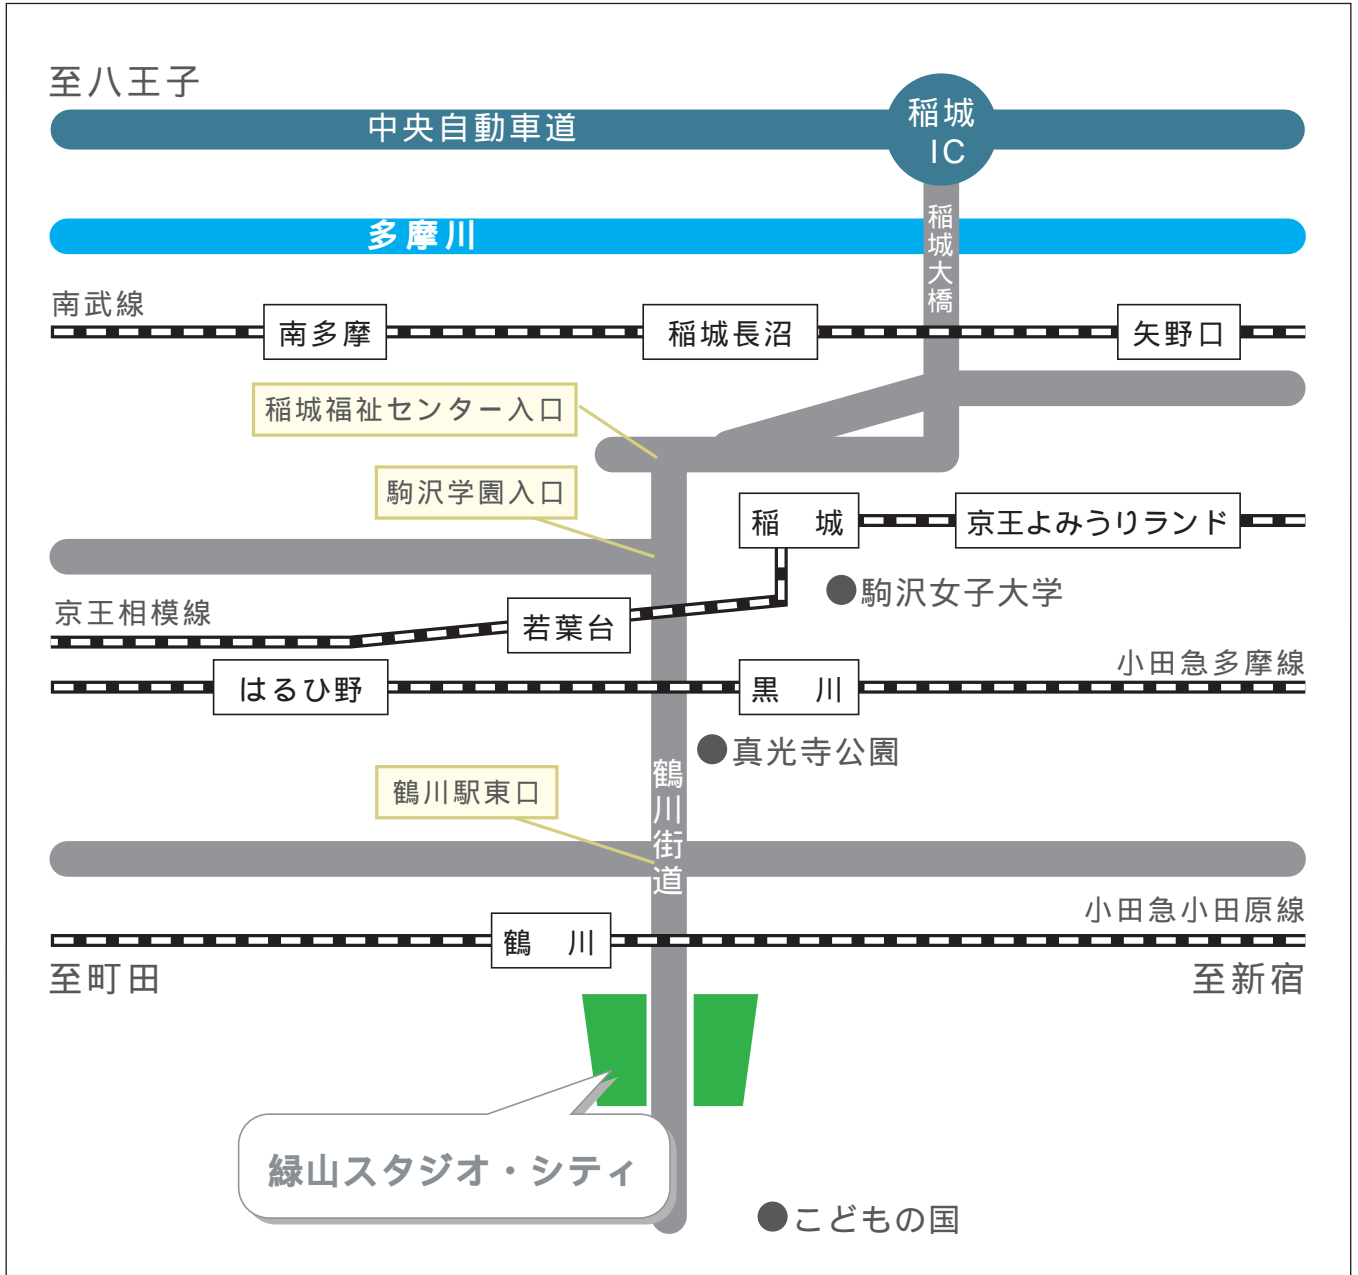 至八王子
中央自動車道
稲城
IC
多摩川
稲城大橋
南武線
南多摩
稲城長沼
矢野口
稲城福祉センター入口
駒沢学園入口
稲 城
京王よみうりランド
駒沢女子大学
京王相模線
若葉台
小田急多摩線
はるひ野
黒 川
真光寺公園
鶴川街道
鶴川駅東口
小田急小田原線
鶴 川
至町田
至新宿
緑山スタジオ・シティ
こどもの国